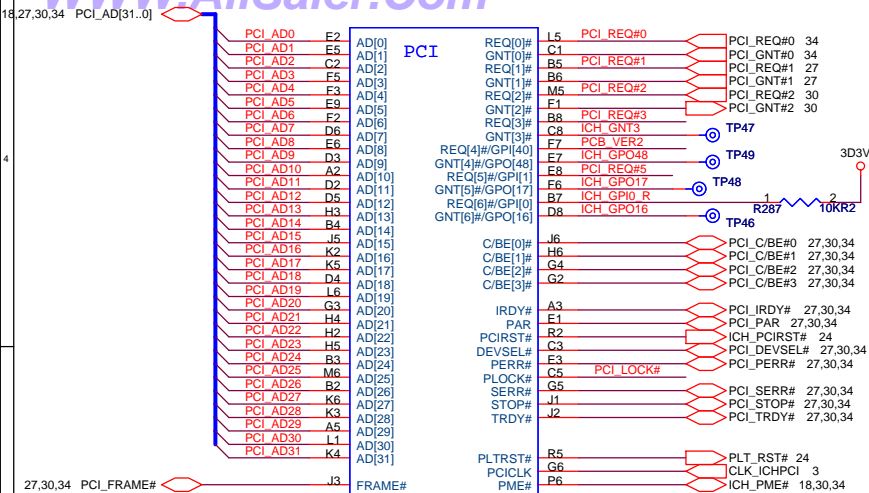 www.AllSaler.Com
18,27,30,34 PCI_AD[31..0]
PCI_AD0 E2 AD[0] PCI REQ[0]# L5 PCI_REQ#0 PCI_REQ#0 34
PCI_AD1 E5 AD[1] GNT[0]# C1 PCI_GNT#0 34
PCI_AD2 C2 AD[2] REQ[1]# B5 PCI_REQ#1 PCI_REQ#1 27
PCI_AD3 F5 AD[3] GNT[1]# B6 PCI_GNT#1 27
PCI_AD4 F3 AD[4] REQ[2]# M5 PCI_REQ#2 PCI_REQ#2 30
PCI_AD5 E9 AD[5] GNT[2]# F1 PCI_GNT#2 30
PCI_AD6 F2 AD[6] REQ[3]# B8 PCI_REQ#3
PCI_AD7 D6 AD[7] GNT[3]# C8 ICH_GNT3 TP47
PCI_AD8 E6 AD[8] REQ[4]#/GPI[40] F7 PCB_VER2
PCI_AD9 D3 AD[9] GNT[4]#/GPO[48] E7 ICH_GPO48 TP49
PCI_AD10 A2 AD[10] REQ[5]#/GPI[1] E8 PCI_REQ#5
PCI_AD11 D2 AD[11] GNT[5]#/GPO[17] F6 ICH_GPO17 TP48
PCI_AD12 D5 AD[12] REQ[6]#/GPI[0] B7 ICH_GPI0_R 1 R287 2 10KR2 3D3V
PCI_AD13 H3 AD[13] GNT[6]#/GPO[16] D8 ICH_GPO16 TP46
PCI_AD14 B4 AD[14]
PCI_AD15 J5 AD[15] C/BE[0]# J6 PCI_C/BE#0 27,30,34
PCI_AD16 K2 AD[16] C/BE[1]# H6 PCI_C/BE#1 27,30,34
PCI_AD17 K5 AD[17] C/BE[2]# G4 PCI_C/BE#2 27,30,34
PCI_AD18 D4 AD[18] C/BE[3]# G2 PCI_C/BE#3 27,30,34
PCI_AD19 L6 AD[19]
PCI_AD20 G3 AD[20] IRDY# A3 PCI_IRDY# 27,30,34
PCI_AD21 H4 AD[21] PAR E1 PCI_PAR 27,30,34
PCI_AD22 H2 AD[22] PCIRST# R2 ICH_PCIRST# 24
PCI_AD23 H5 AD[23] DEVSEL# C3 PCI_DEVSEL# 27,30,34
PCI_AD24 B3 AD[24] PERR# E3 PCI_PERR# 27,30,34
PCI_AD25 M6 AD[25] PLOCK# C5 PCI_LOCK#
PCI_AD26 B2 AD[26] SERR# G5 PCI_SERR# 27,30,34
PCI_AD27 K6 AD[27] STOP# J1 PCI_STOP# 27,30,34
PCI_AD28 K3 AD[28] TRDY# J2 PCI_TRDY# 27,30,34
PCI_AD29 A5 AD[29]
PCI_AD30 L1 AD[30]
PCI_AD31 K4 AD[31] PLTRST# R5 PLT_RST# 24
PCICLK G6 CLK_ICHPCI 3
27,30,34 PCI_FRAME# J3 FRAME# PME# P6 ICH_PME# 18,30,34
4